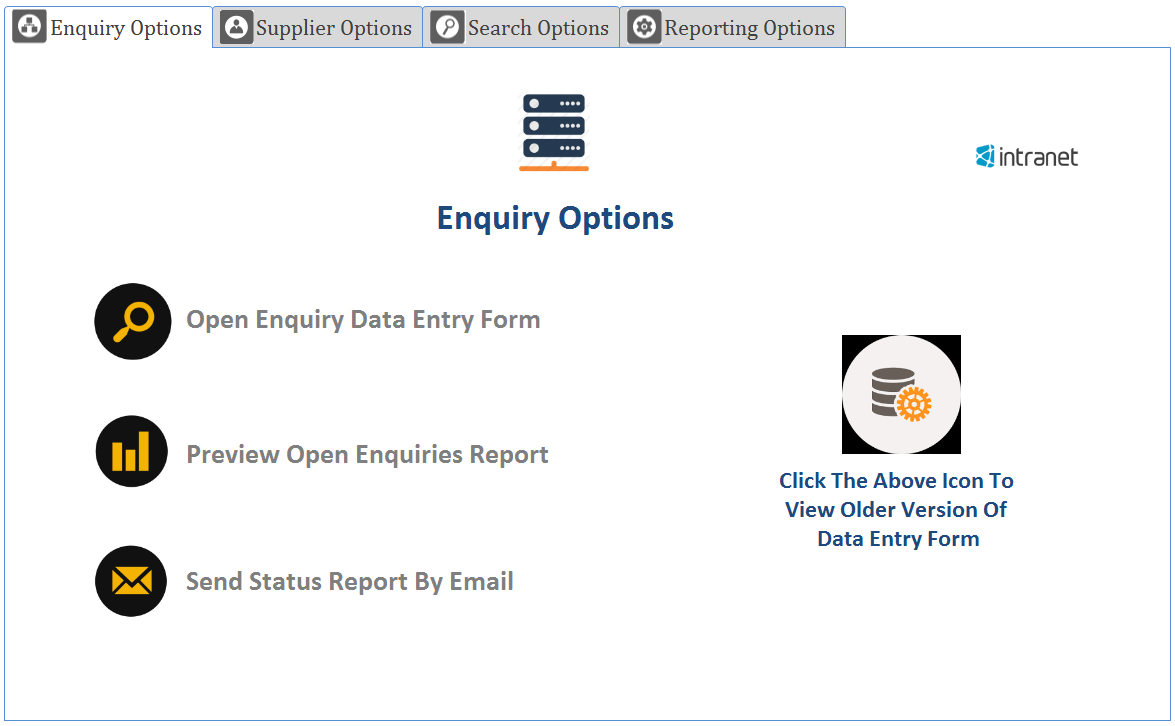 Enquiry Options
Supplier Options
Search Options
Reporting Options
intranet
Enquiry Options
Open Enquiry Data Entry Form
Preview Open Enquiries Report
Send Status Report By Email
Click The Above Icon To
View Older Version Of
Data Entry Form